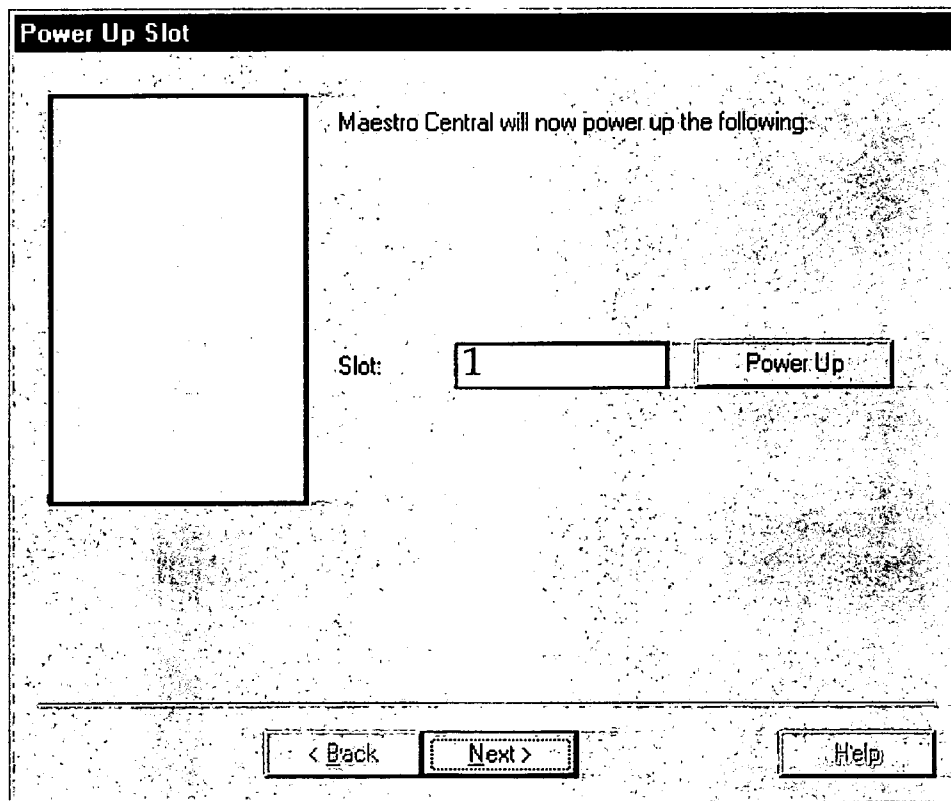 Power Up Slot
Maestro Central will now power up the following:
Slot: 1 Power Up
< Back Next > Help